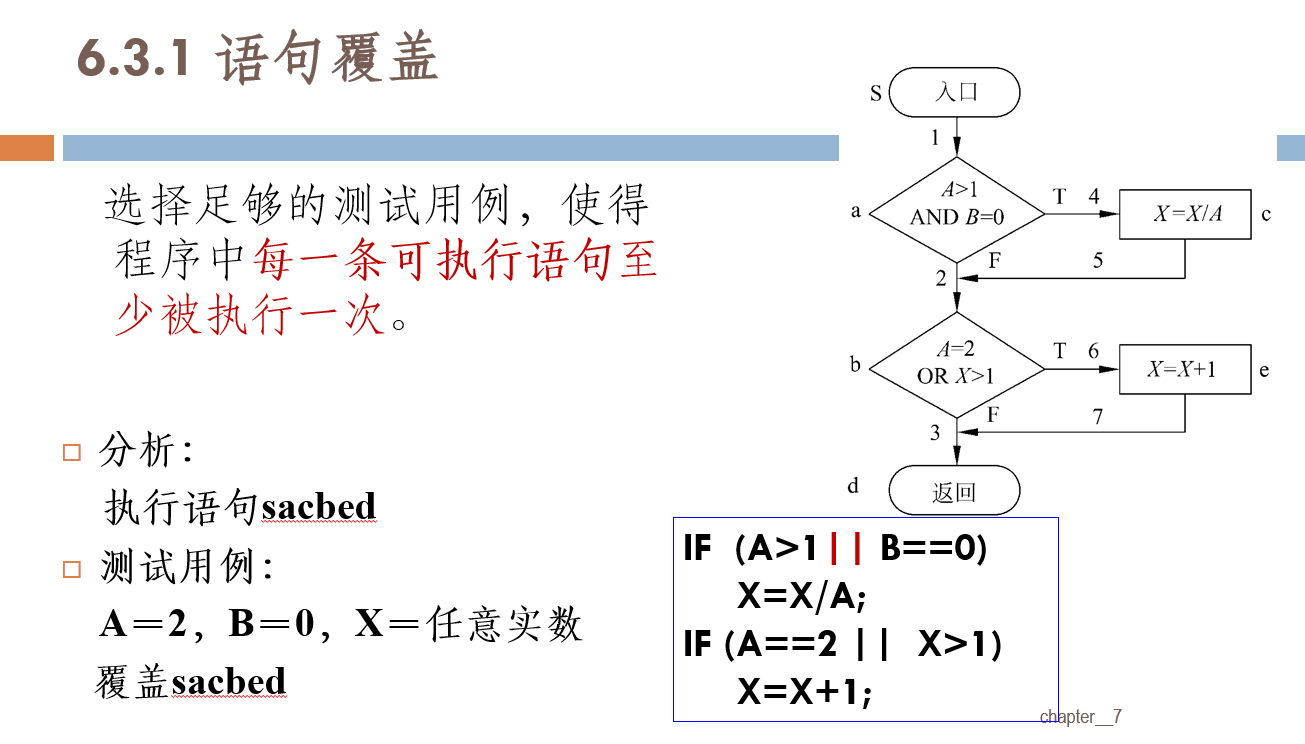 6.3.1 语句覆盖
选择足够的测试用例，使得
程序中每一条可执行语句至
少被执行一次。
分析：
执行语句sacbed
测试用例：
A＝2，B＝0，X＝任意实数
覆盖sacbed
S
入口
1
a
A>1
AND B=0
T
4
X=X/A
c
F
5
2
b
A=2
OR X>1
T
6
X=X+1
e
F
7
3
d
返回
IF (A>1|| B==0)
X=X/A;
IF (A==2 || X>1)
X=X+1;
chapter__7